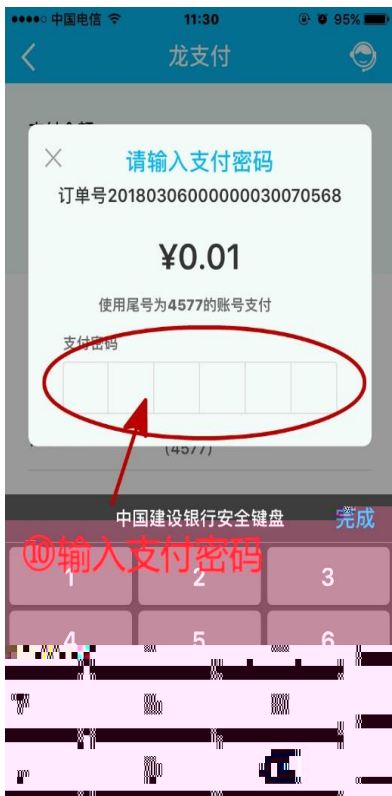 中国电信 11:30 95%
龙支付
请输入支付密码
订单号20180306000000030070568
¥0.01
使用尾号为4577的账号支付
支付密码
(4577)
中国建设银行安全键盘 完成
⑩输入支付密码
1 2 3
4 5 6